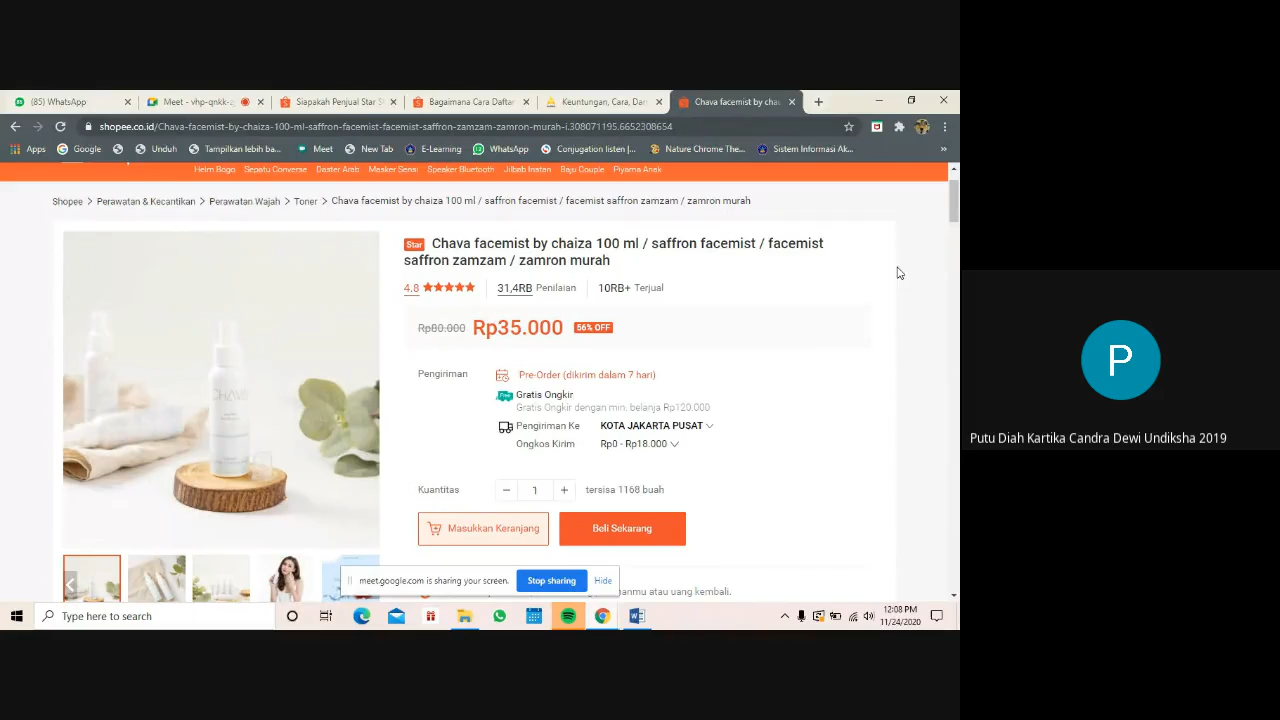 (85) WhatsApp
Meet - vhp-qnkk-z
Siapakah Penjual Star S
Bagaimana Cara Daftar
Keuntungan, Cara, Dan
Chava facemist by chai
shopee.co.id/Chava-facemist-by-chaiza-100-ml-saffron-facemist-facemist-saffron-zamzam-zamron-murah-i.308071195.6652308654
Apps
Google
Unduh
Tampilkan lebih ba...
Meet
New Tab
E-Learning
WhatsApp
Conjugation listen |...
Nature Chrome The...
Sistem Informasi Ak...
»
Helm Bogo Sepatu Converse Daster Arab Masker Sensi Speaker Bluetooth Jilbab Instan Baju Couple Piyama Anak
Shopee > Perawatan & Kecantikan > Perawatan Wajah > Toner > Chava facemist by chaiza 100 ml / saffron facemist / facemist saffron zamzam / zamron murah
Star Chava facemist by chaiza 100 ml / saffron facemist / facemist
saffron zamzam / zamron murah
4.8 31,4RB Penilaian 10RB+ Terjual
Rp80.000 Rp35.000 56% OFF
Pengiriman Pre-Order (dikirim dalam 7 hari)
Gratis Ongkir
Gratis Ongkir dengan min. belanja Rp120.000
Pengiriman Ke KOTA JAKARTA PUSAT
Ongkos Kirim Rp0 - Rp18.000
Kuantitas − 1 + tersisa 1168 buah
Masukkan Keranjang Beli Sekarang
CHAVA
meet.google.com is sharing your screen. Stop sharing Hide
anmu atau uang kembali.
Type here to search
12:08 PM
11/24/2020
P
Putu Diah Kartika Candra Dewi Undiksha 2019